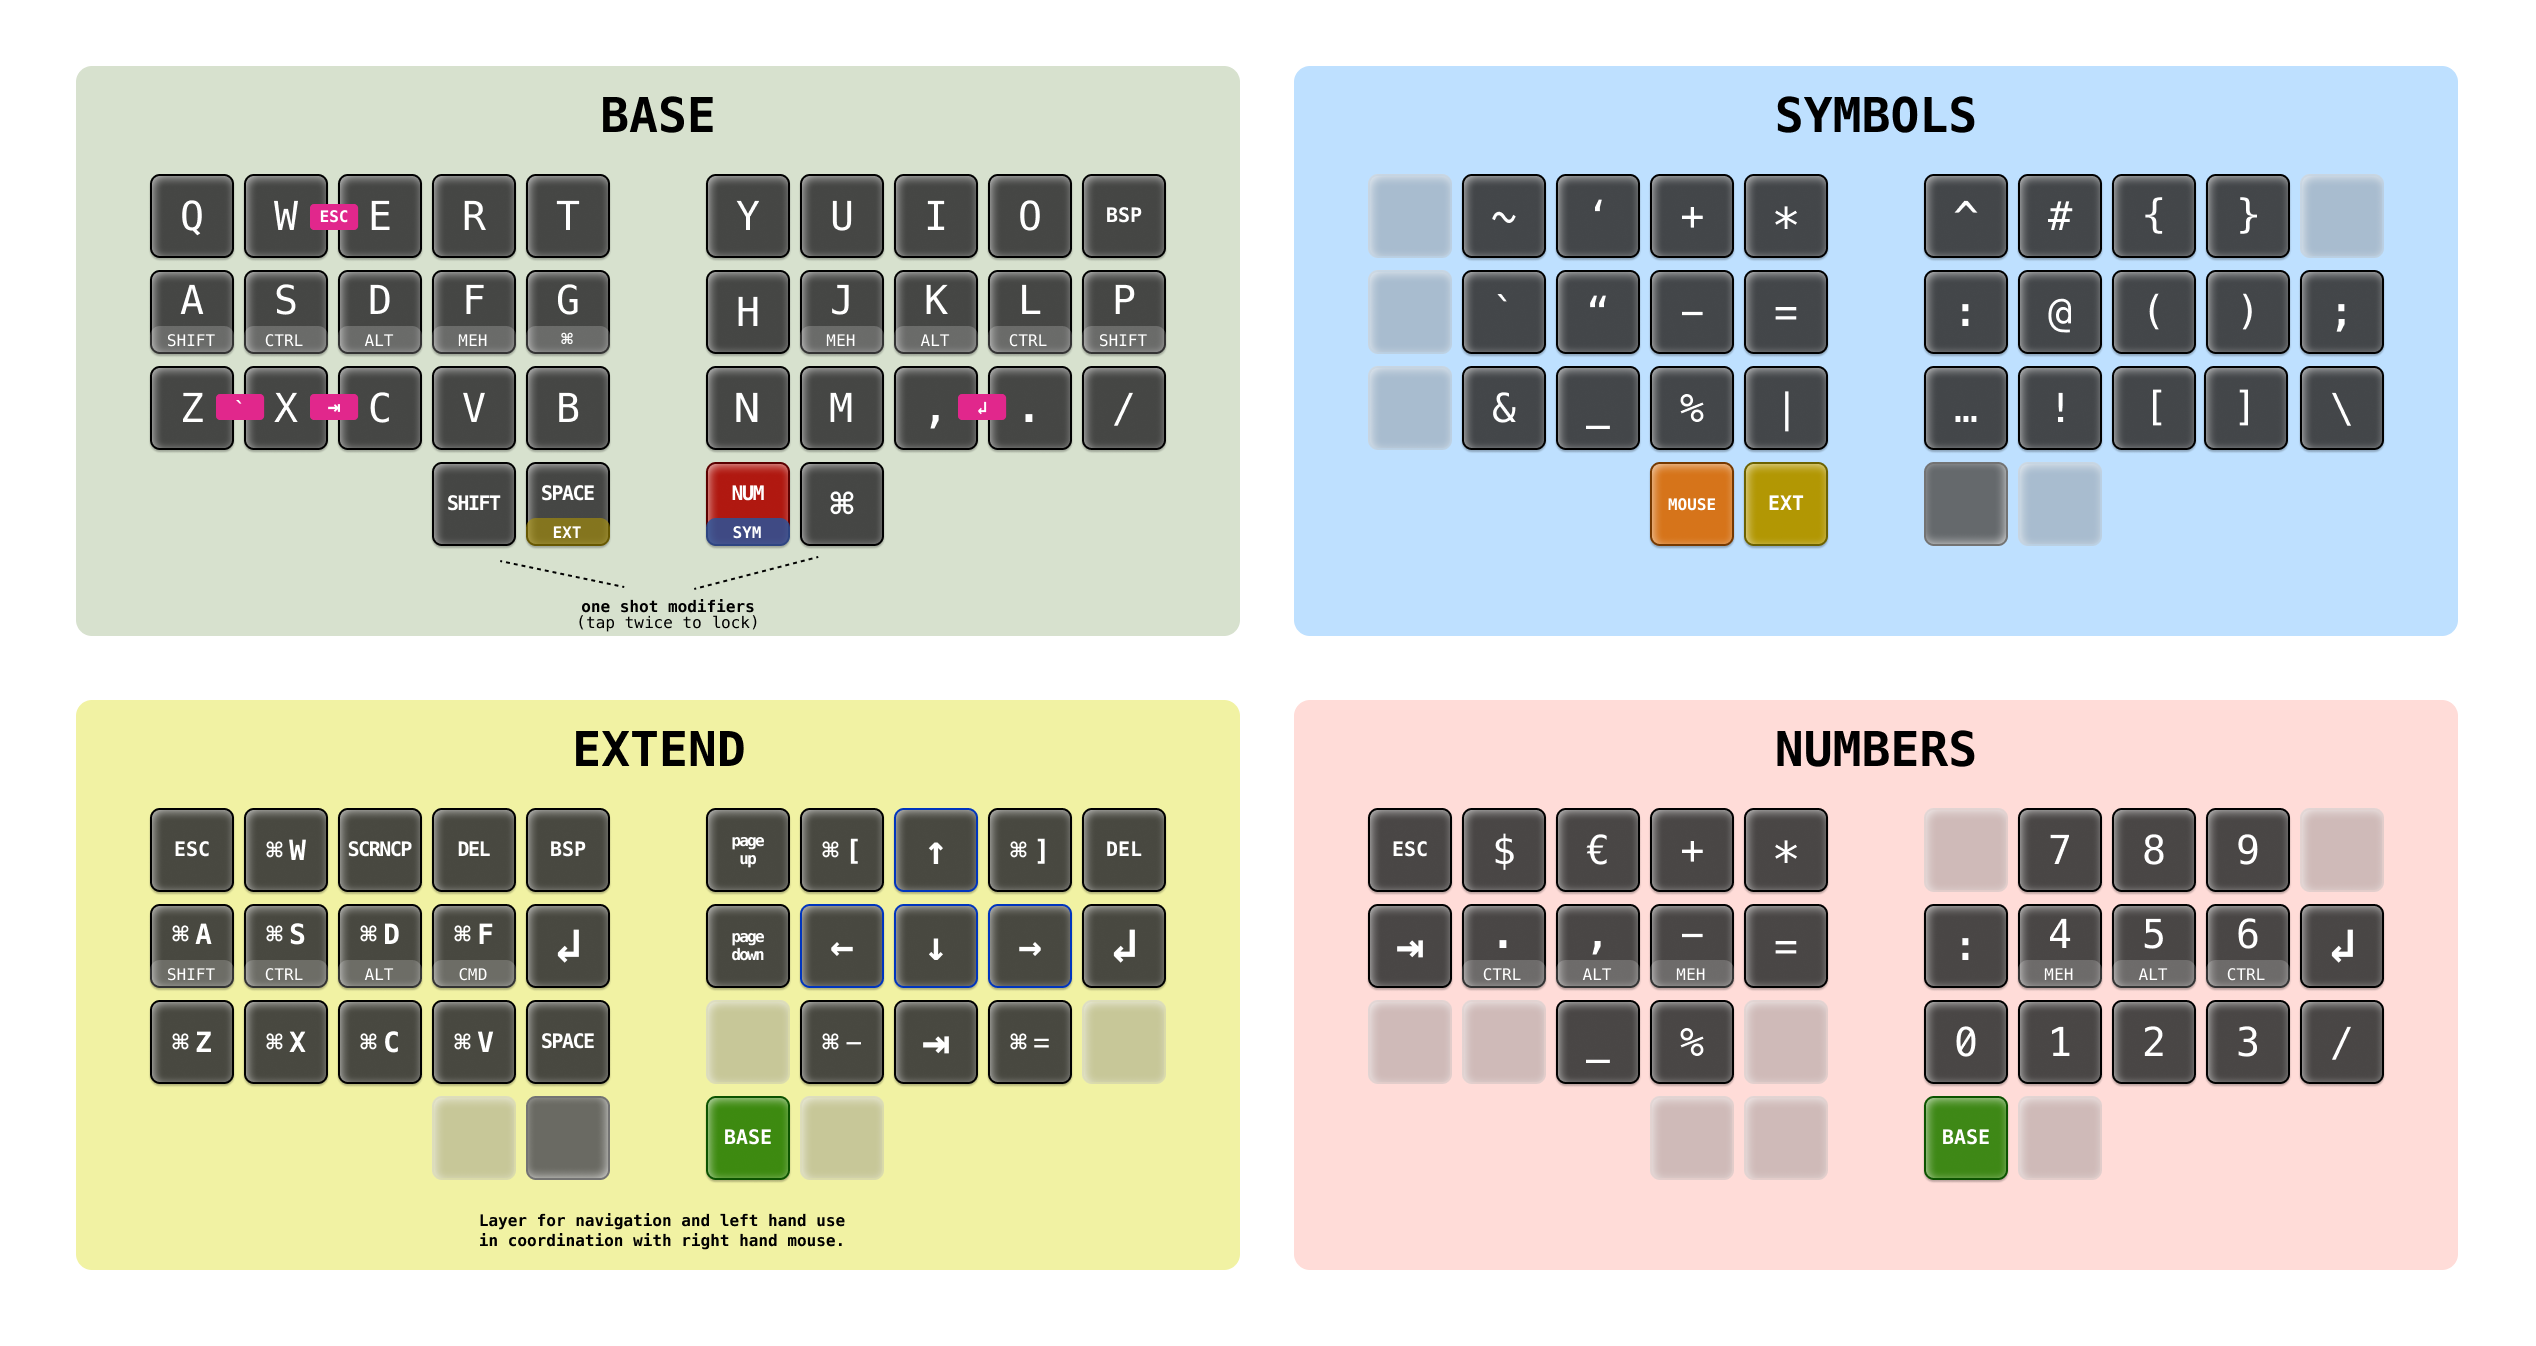 BASE
Q W ESC E R T Y U I O BSP
A S D F G H J K L P
SHIFT CTRL ALT MEH ⌘ MEH ALT CTRL SHIFT
Z ` X ⇥ C V B N M , ↲ . /
SHIFT SPACE NUM ⌘
EXT SYM
one shot modifiers
(tap twice to lock)
SYMBOLS
~ ‘ + * ^ # { }
` “ − = : @ ( ) ;
& _ % | … ! [ ] \
MOUSE EXT
EXTEND
ESC ⌘W SCRNCP DEL BSP page up ⌘[ ↑ ⌘] DEL
⌘A ⌘S ⌘D ⌘F ↲ page down ← ↓ → ↲
SHIFT CTRL ALT CMD
⌘Z ⌘X ⌘C ⌘V SPACE ⌘− ⇥ ⌘=
BASE
Layer for navigation and left hand use
in coordination with right hand mouse.
NUMBERS
ESC $ € + * 7 8 9
⇥ . , − = : 4 5 6 ↲
CTRL ALT MEH MEH ALT CTRL
_ % 0 1 2 3 /
BASE